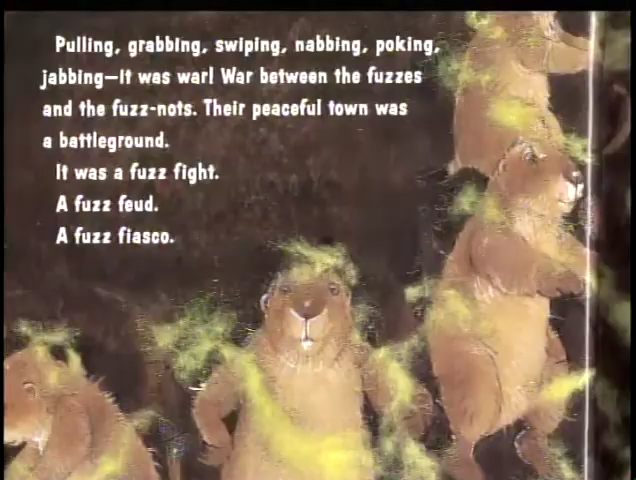 Pulling, grabbing, swiping, nabbing, poking,
jabbing—it was war! War between the fuzzes
and the fuzz-nots. Their peaceful town was
a battleground.
It was a fuzz fight.
A fuzz feud.
A fuzz fiasco.